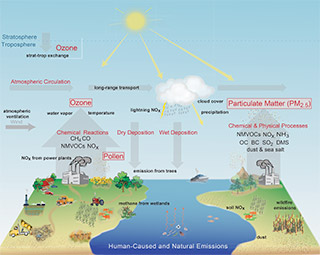 Stratosphere
Troposphere
Ozone
strat-trop exchange
Atmospheric Circulation
long-range transport
Ozone
lightning NOx
cloud cover
Particulate Matter (PM2.5)
atmospheric
ventilation
water vapor
temperature
precipitation
Wind
Chemical Reactions
CH4 CO
NMVOCs NOx
Dry Deposition
Wet Deposition
Chemical & Physical Processes
NMVOCs NOx NH3
OC BC SO2 DMS
dust & sea salt
NOx from power plants
Pollen
emission from trees
methane from wetlands
soil NOx
wildfire
emissions
dust
Human-Caused and Natural Emissions